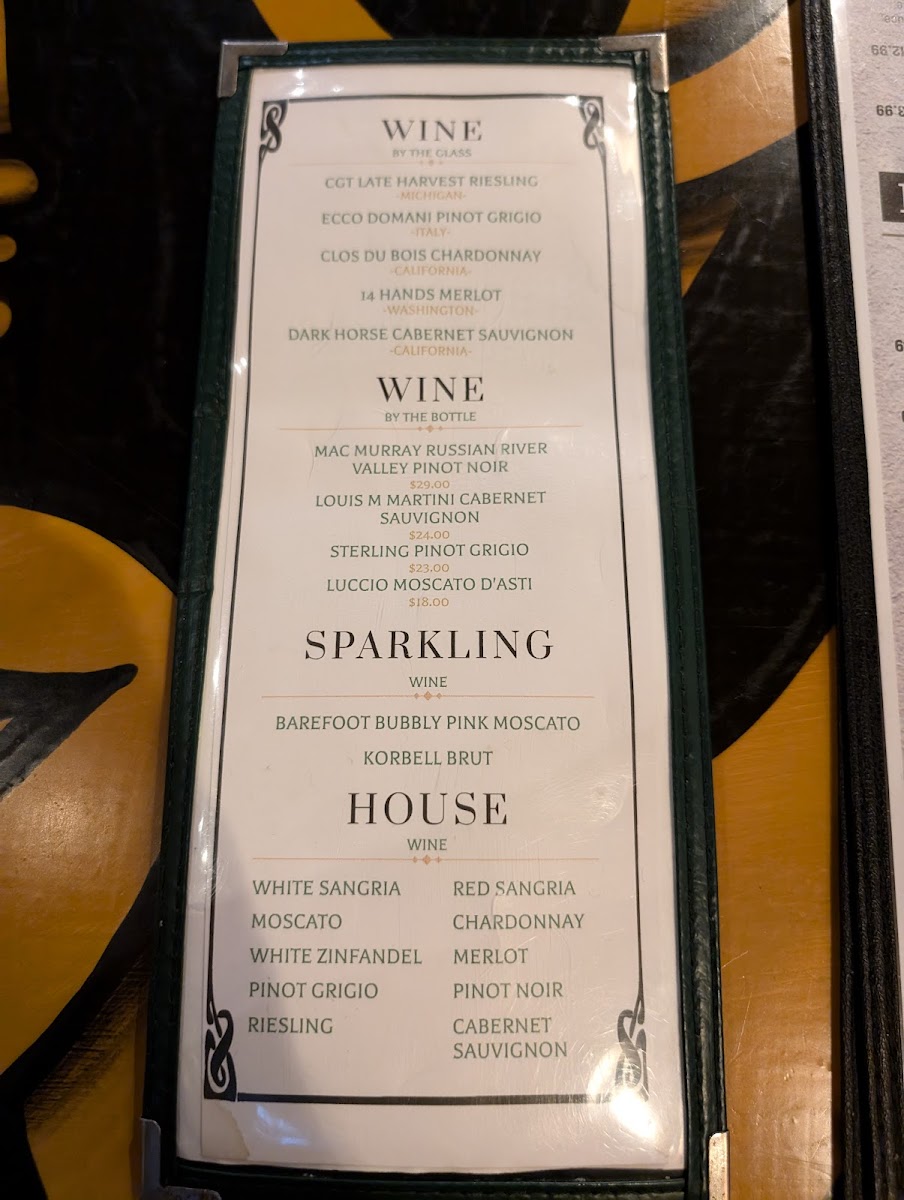 WINE
BY THE GLASS
CGT LATE HARVEST RIESLING
-MICHIGAN-
ECCO DOMANI PINOT GRIGIO
-ITALY-
CLOS DU BOIS CHARDONNAY
-CALIFORNIA-
14 HANDS MERLOT
-WASHINGTON-
DARK HORSE CABERNET SAUVIGNON
-CALIFORNIA-
WINE
BY THE BOTTLE
MAC MURRAY RUSSIAN RIVER
VALLEY PINOT NOIR
$29.00
LOUIS M MARTINI CABERNET
SAUVIGNON
$24.00
STERLING PINOT GRIGIO
$23.00
LUCCIO MOSCATO D'ASTI
$18.00
SPARKLING
WINE
BAREFOOT BUBBLY PINK MOSCATO
KORBELL BRUT
HOUSE
WINE
WHITE SANGRIA
MOSCATO
WHITE ZINFANDEL
PINOT GRIGIO
RIESLING
RED SANGRIA
CHARDONNAY
MERLOT
PINOT NOIR
CABERNET
SAUVIGNON